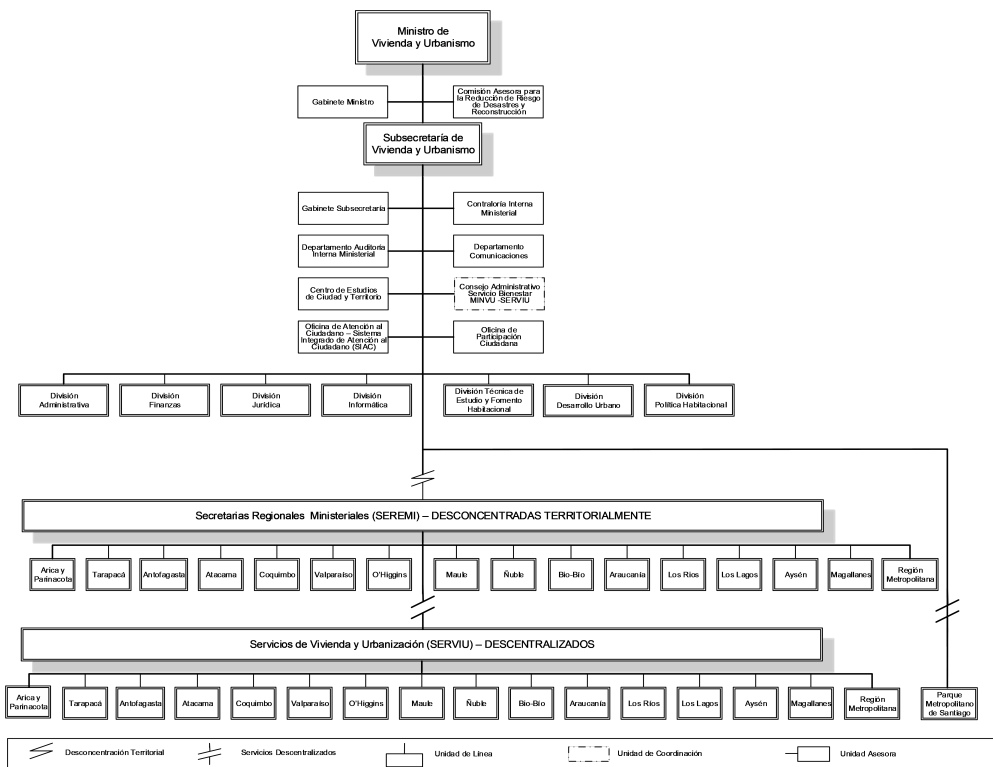 Ministro de
Vivienda y Urbanismo
Gabinete Ministro
Comisión Asesora para
la Reducción de Riesgo
de Desastres y
Reconstrucción
Subsecretaría de
Vivienda y Urbanismo
Gabinete Subsecretaría
Contraloría Interna
Ministerial
Departamento Auditoría
Interna Ministerial
Departamento
Comunicaciones
Centro de Estudios
de Ciudad y Territorio
Consejo Administrativo
Servicio Bienestar
MINVU -SERVIU
Oficina de Atención al
Ciudadano – Sistema
Integrado de Atención al
Ciudadano (SIAC)
Oficina de
Participación
Ciudadana
División
Administrativa
División
Finanzas
División
Jurídica
División
Informática
División Técnica de
Estudio y Fomento
Habitacional
División
Desarrollo Urbano
División
Política Habitacional
Secretarias Regionales Ministeriales (SEREMI) – DESCONCENTRADAS TERRITORIALMENTE
Arica y
Parinacota
Tarapacá
Antofagasta
Atacama
Coquimbo
Valparaíso
O'Higgins
Maule
Ñuble
Bio-Bío
Araucanía
Los Ríos
Los Lagos
Aysén
Magallanes
Región
Metropolitana
Servicios de Vivienda y Urbanización (SERVIU) – DESCENTRALIZADOS
Arica y
Parinacota
Tarapacá
Antofagasta
Atacama
Coquimbo
Valparaíso
O'Higgins
Maule
Ñuble
Bio-Bío
Araucanía
Los Ríos
Los Lagos
Aysén
Magallanes
Región
Metropolitana
Parque
Metropolitano
de Santiago
Desconcentración Territorial
Servicios Descentralizados
Unidad de Línea
Unidad de Coordinación
Unidad Asesora